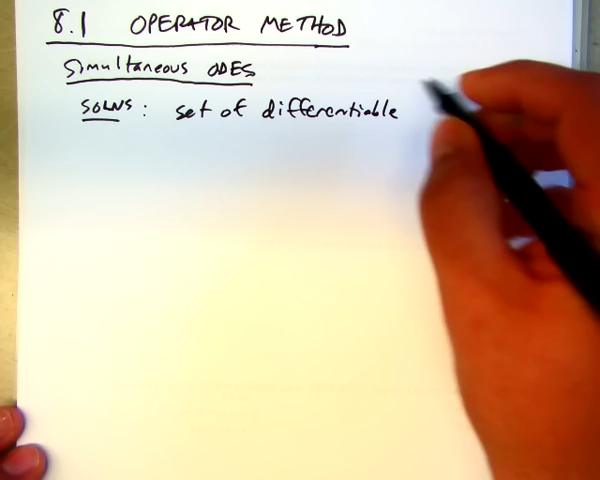 8.1 OPERATOR METHOD
Simultaneous ODES
SOLNS: set of differentiable